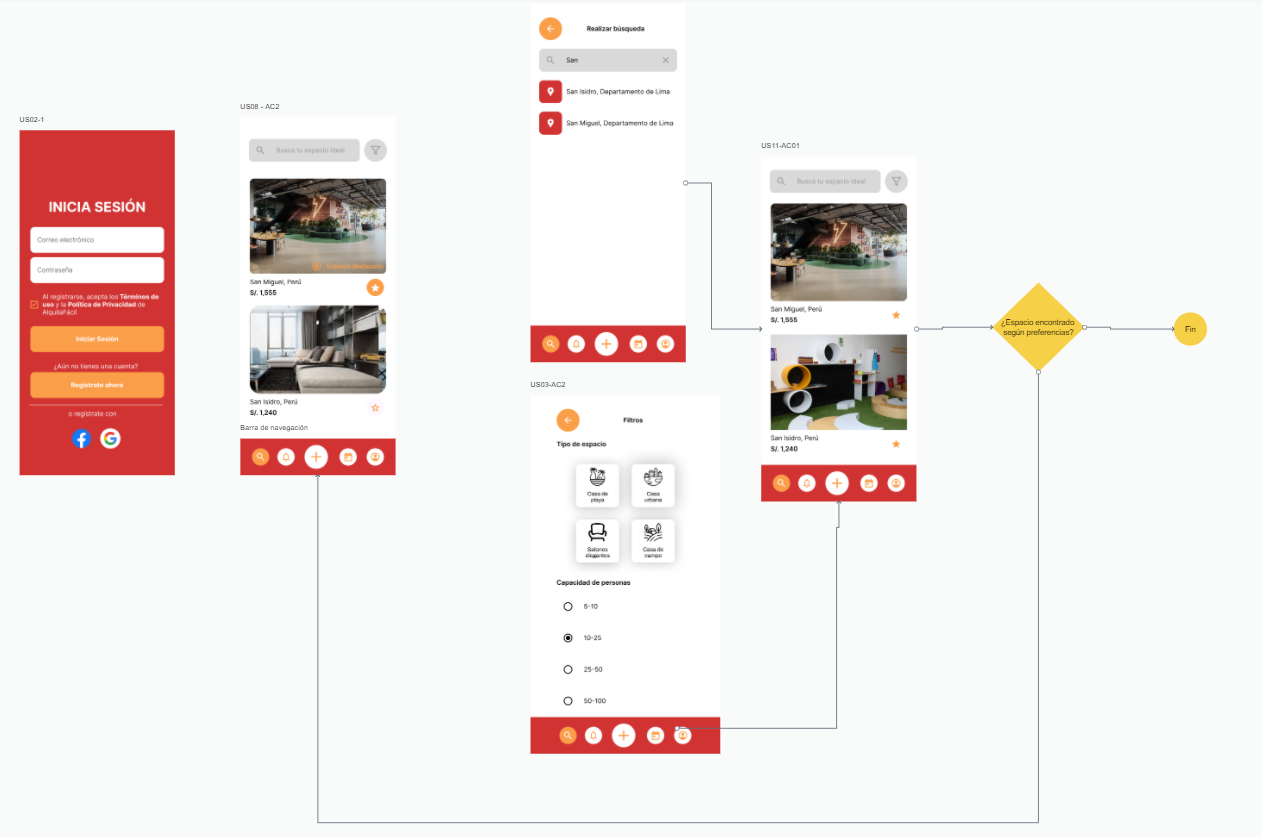 US02-1
INICIA SESIÓN
Correo electrónico
Contraseña
Al registrarse, acepta los Términos de
uso y la Política de Privacidad de
AlquilaFácil
Iniciar Sesión
¿Aún no tienes una cuenta?
Regístrate ahora
o regístrate con
US08 - AC2
Busca tu espacio ideal
Espacio destacado
San Miguel, Perú
S/. 1,555
San Isidro, Perú
S/. 1,240
Barra de navegación
Realizar búsqueda
San
San Isidro, Departamento de Lima
San Miguel, Departamento de Lima
US03-AC2
Filtros
Tipo de espacio
Casa de
playa
Casa
urbana
Salones
elegantes
Casa de
campo
Capacidad de personas
5-10
10-25
25-50
50-100
US11-AC01
Busca tu espacio ideal
San Miguel, Perú
S/. 1,555
San Isidro, Perú
S/. 1,240
¿Espacio encontrado
según preferencias?
Fin